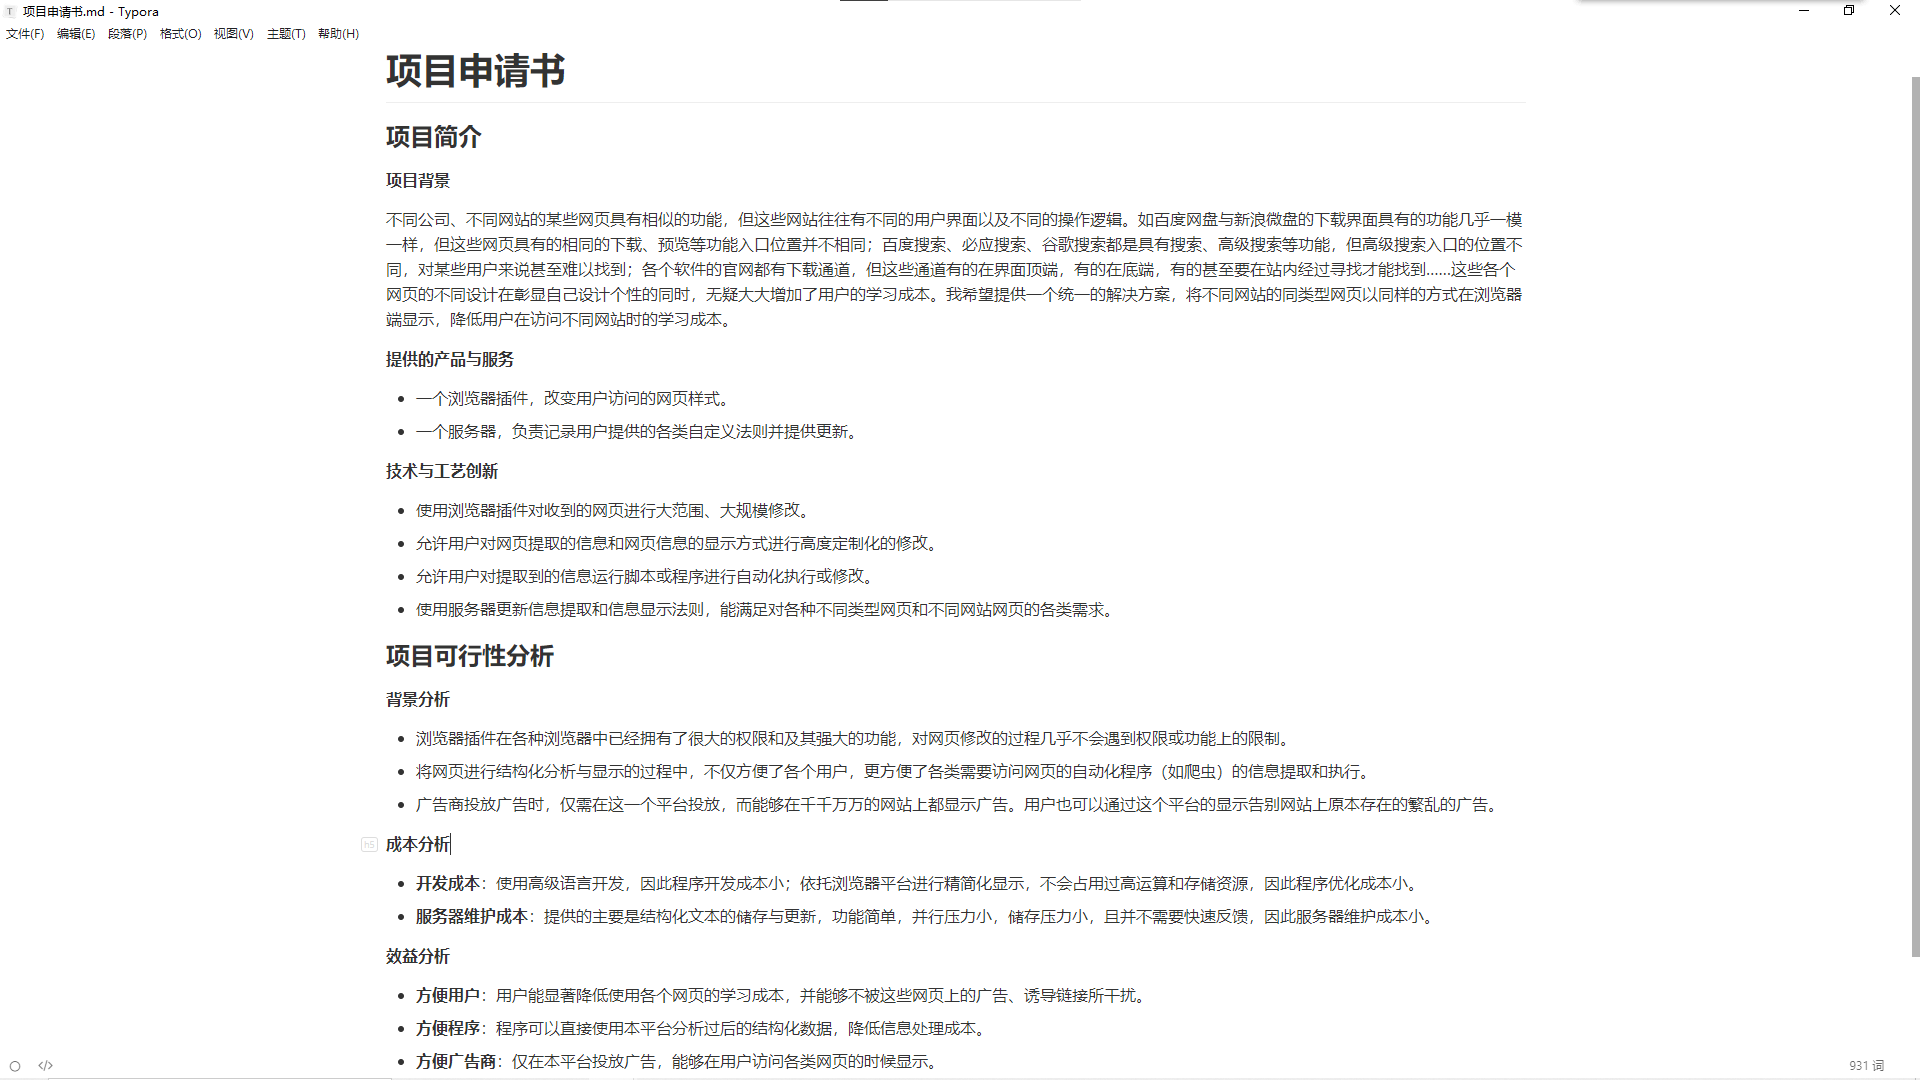 项目申请书.md - Typora
文件(F) 编辑(E) 段落(P) 格式(O) 视图(V) 主题(T) 帮助(H)
项目申请书
项目简介
项目背景
不同公司、不同网站的某些网页具有相似的功能，但这些网站往往有不同的用户界面以及不同的操作逻辑。如百度网盘与新浪微盘的下载界面具有的功能几乎一模
一样，但这些网页具有的相同的下载、预览等功能入口位置并不相同；百度搜索、必应搜索、谷歌搜索都是具有搜索、高级搜索等功能，但高级搜索入口的位置不
同，对某些用户来说甚至难以找到；各个软件的官网都有下载通道，但这些通道有的在界面顶端，有的在底端，有的甚至要在站内经过寻找才能找到……这些各个
网页的不同设计在彰显自己设计个性的同时，无疑大大增加了用户的学习成本。我希望提供一个统一的解决方案，将不同网站的同类型网页以同样的方式在浏览器
端显示，降低用户在访问不同网站时的学习成本。
提供的产品与服务
一个浏览器插件，改变用户访问的网页样式。
一个服务器，负责记录用户提供的各类自定义法则并提供更新。
技术与工艺创新
使用浏览器插件对收到的网页进行大范围、大规模修改。
允许用户对网页提取的信息和网页信息的显示方式进行高度定制化的修改。
允许用户对提取到的信息运行脚本或程序进行自动化执行或修改。
使用服务器更新信息提取和信息显示法则，能满足对各种不同类型网页和不同网站网页的各类需求。
项目可行性分析
背景分析
浏览器插件在各种浏览器中已经拥有了很大的权限和及其强大的功能，对网页修改的过程几乎不会遇到权限或功能上的限制。
将网页进行结构化分析与显示的过程中，不仅方便了各个用户，更方便了各类需要访问网页的自动化程序（如爬虫）的信息提取和执行。
广告商投放广告时，仅需在这一个平台投放，而能够在千千万万的网站上都显示广告。用户也可以通过这个平台的显示告别网站上原本存在的繁乱的广告。
h5 成本分析
开发成本：使用高级语言开发，因此程序开发成本小；依托浏览器平台进行精简化显示，不会占用过高运算和存储资源，因此程序优化成本小。
服务器维护成本：提供的主要是结构化文本的储存与更新，功能简单，并行压力小，储存压力小，且并不需要快速反馈，因此服务器维护成本小。
效益分析
方便用户：用户能显著降低使用各个网页的学习成本，并能够不被这些网页上的广告、诱导链接所干扰。
方便程序：程序可以直接使用本平台分析过后的结构化数据，降低信息处理成本。
方便广告商：仅在本平台投放广告，能够在用户访问各类网页的时候显示。
931 词